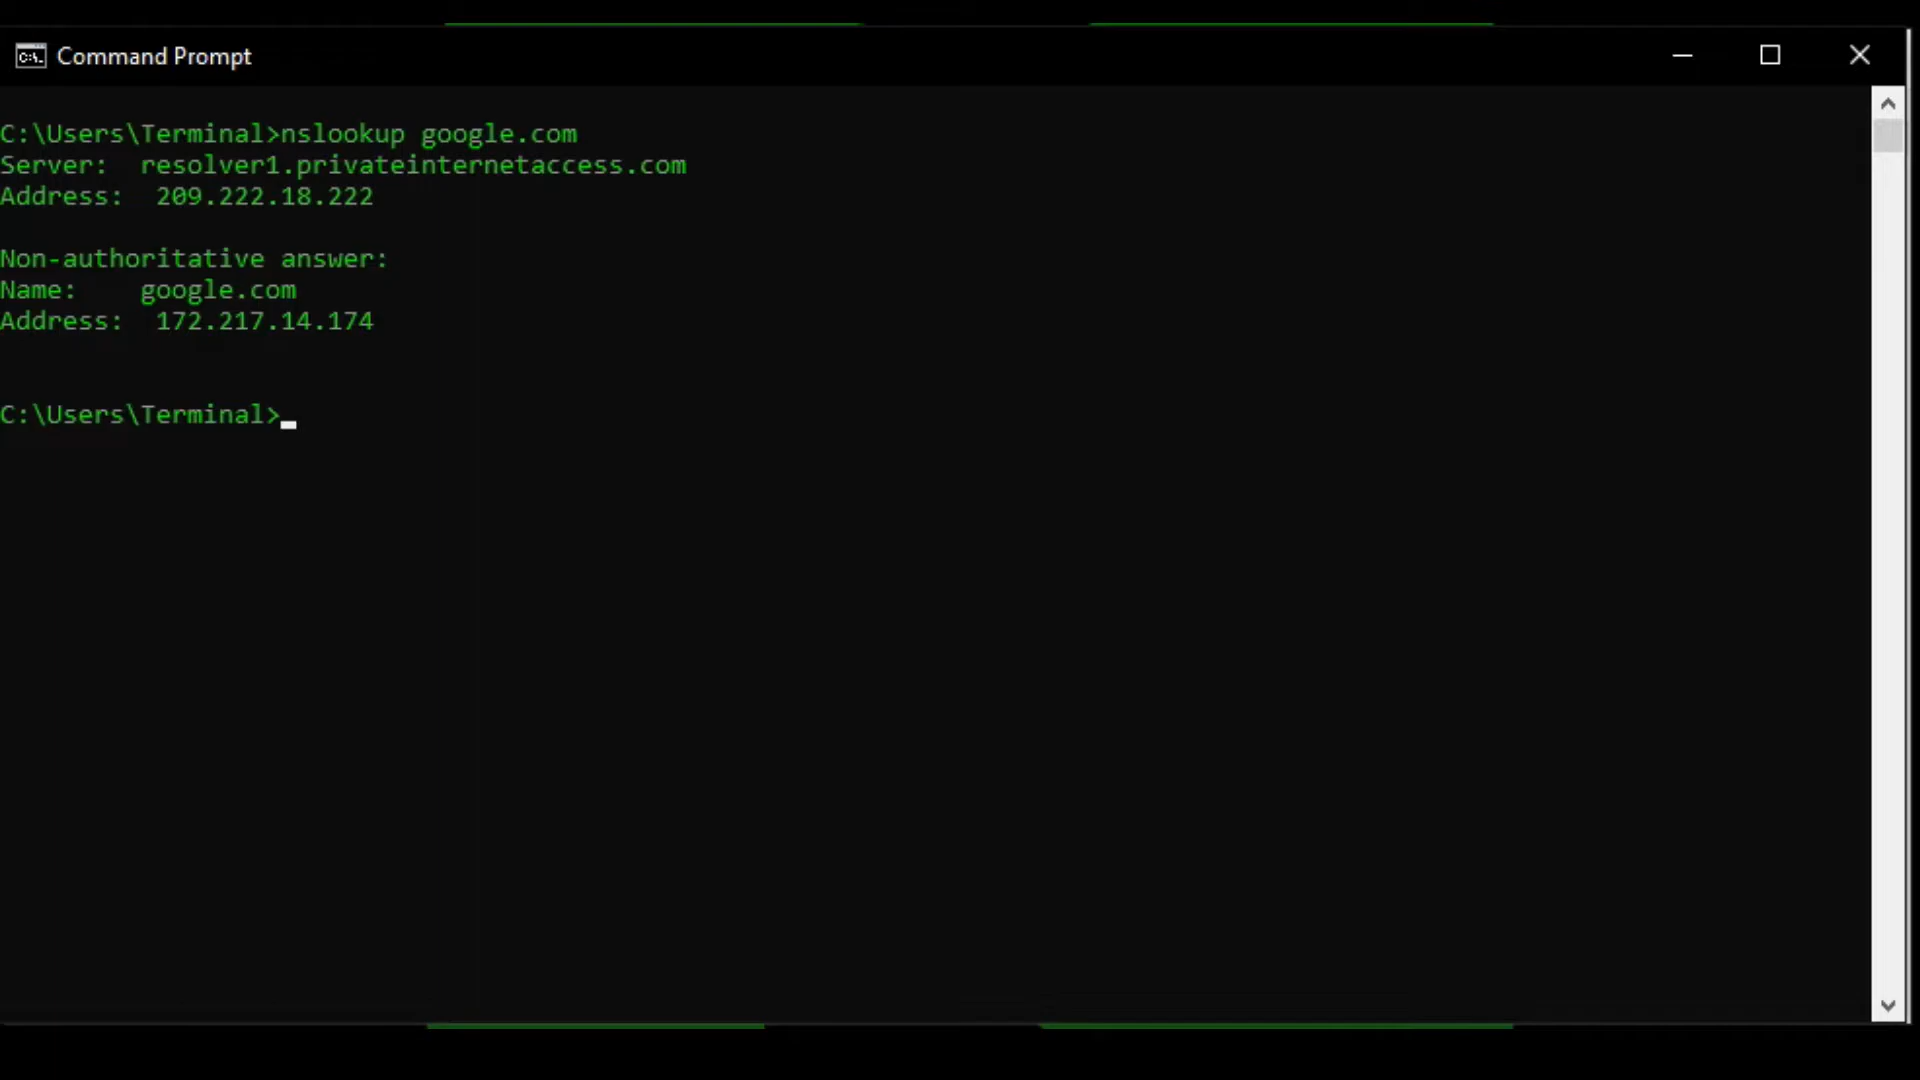 Command Prompt
C:\Users\Terminal>nslookup google.com
Server:  resolver1.privateinternetaccess.com
Address:  209.222.18.222
Non-authoritative answer:
Name:    google.com
Address:  172.217.14.174
C:\Users\Terminal>